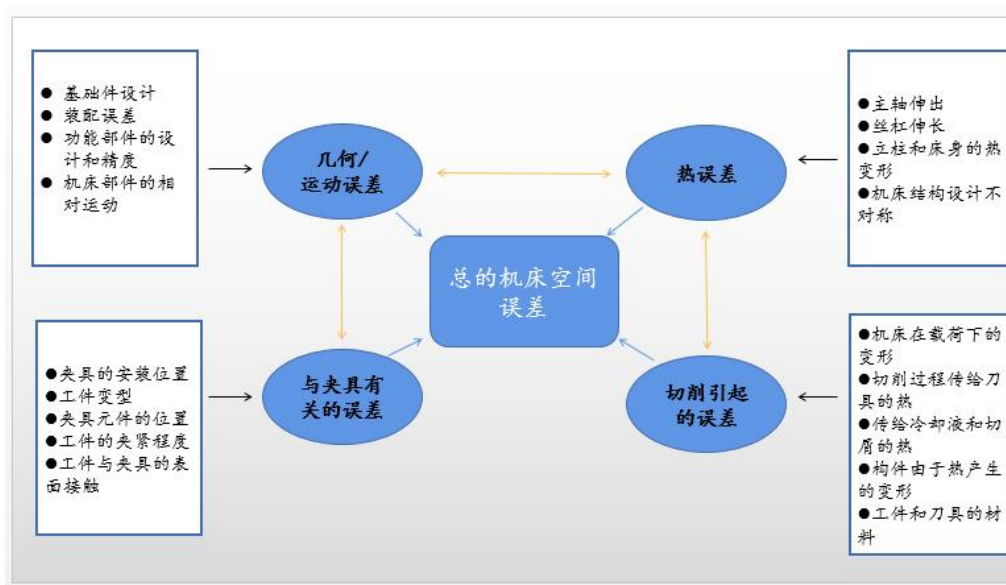 ● 基础件设计
● 装配误差
● 功能部件的设
计和精度
● 机床部件的相
对运动
几何/
运动误差
热误差
●主轴伸出
●丝杠伸长
●立柱和床身的热
变形
●机床结构设计不
对称
总的机床空间
误差
●夹具的安装位置
●工件变型
●夹具元件的位置
●工件的夹紧程度
●工件与夹具的表
面接触
与夹具有
关的误差
切削引起
的误差
●机床在载荷下的
变形
●切削过程传给刀
具的热
●传给冷却液和切
屑的热
●构件由于热产生
的变形
●工件和刀具的材
料